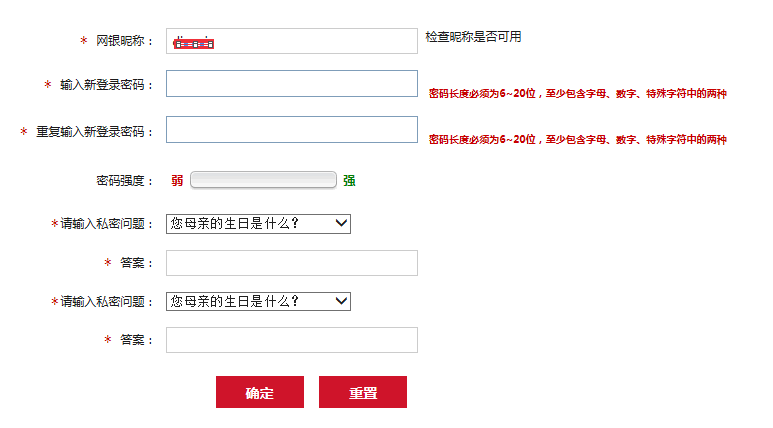 * 网银昵称： 检查昵称是否可用
* 输入新登录密码： 密码长度必须为6~20位，至少包含字母、数字、特殊字符中的两种
* 重复输入新登录密码： 密码长度必须为6~20位，至少包含字母、数字、特殊字符中的两种
密码强度： 弱 强
*请输入私密问题： 您母亲的生日是什么?
* 答案：
*请输入私密问题： 您母亲的生日是什么?
* 答案：
确定 重置